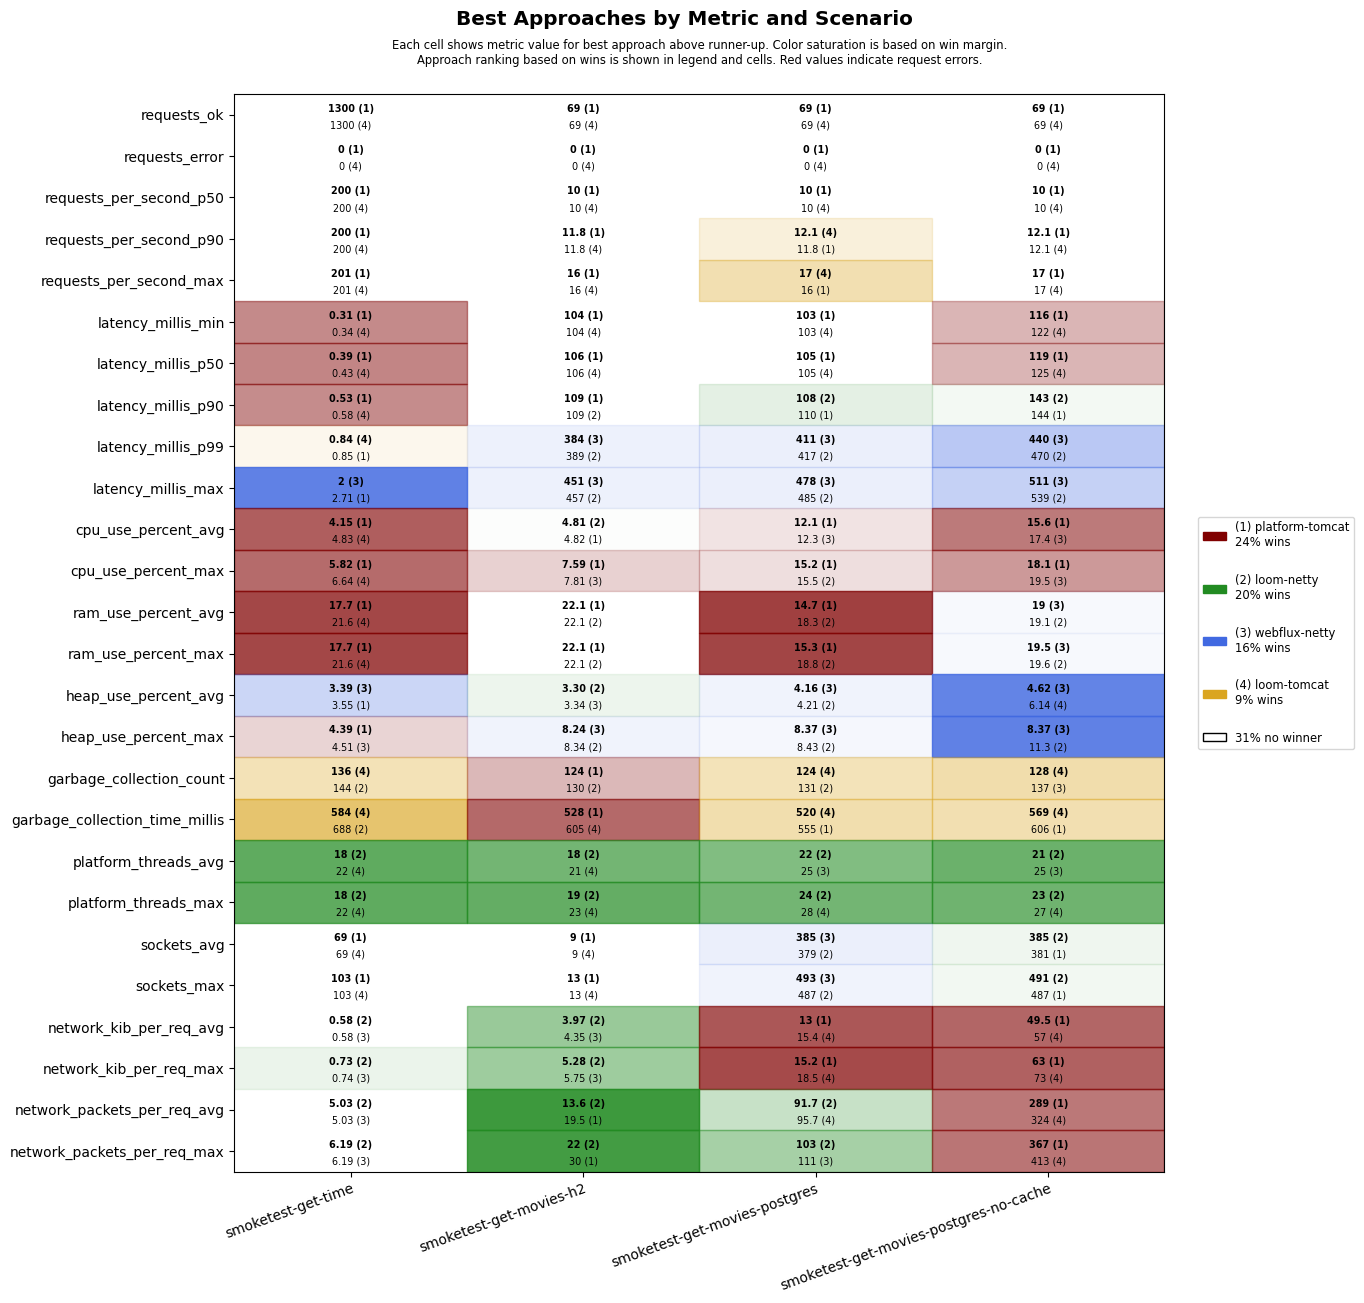 Best Approaches by Metric and Scenario
Each cell shows metric value for best approach above runner-up. Color saturation is based on win margin.
Approach ranking based on wins is shown in legend and cells. Red values indicate request errors.
requests_ok
1300 (1) 69 (1) 69 (1) 69 (1)
1300 (4) 69 (4) 69 (4) 69 (4)
requests_error
0 (1) 0 (1) 0 (1) 0 (1)
0 (4) 0 (4) 0 (4) 0 (4)
requests_per_second_p50
200 (1) 10 (1) 10 (1) 10 (1)
200 (4) 10 (4) 10 (4) 10 (4)
requests_per_second_p90
200 (1) 11.8 (1) 12.1 (4) 12.1 (1)
200 (4) 11.8 (4) 11.8 (1) 12.1 (4)
requests_per_second_max
201 (1) 16 (1) 17 (4) 17 (1)
201 (4) 16 (4) 16 (1) 17 (4)
latency_millis_min
0.31 (1) 104 (1) 103 (1) 116 (1)
0.34 (4) 104 (4) 103 (4) 122 (4)
latency_millis_p50
0.39 (1) 106 (1) 105 (1) 119 (1)
0.43 (4) 106 (4) 105 (4) 125 (4)
latency_millis_p90
0.53 (1) 109 (1) 108 (2) 143 (2)
0.58 (4) 109 (2) 110 (1) 144 (1)
latency_millis_p99
0.84 (4) 384 (3) 411 (3) 440 (3)
0.85 (1) 389 (2) 417 (2) 470 (2)
latency_millis_max
2 (3) 451 (3) 478 (3) 511 (3)
2.71 (1) 457 (2) 485 (2) 539 (2)
cpu_use_percent_avg
4.15 (1) 4.81 (2) 12.1 (1) 15.6 (1)
4.83 (4) 4.82 (1) 12.3 (3) 17.4 (3)
cpu_use_percent_max
5.82 (1) 7.59 (1) 15.2 (1) 18.1 (1)
6.64 (4) 7.81 (3) 15.5 (2) 19.5 (3)
ram_use_percent_avg
17.7 (1) 22.1 (1) 14.7 (1) 19 (3)
21.6 (4) 22.1 (2) 18.3 (2) 19.1 (2)
ram_use_percent_max
17.7 (1) 22.1 (1) 15.3 (1) 19.5 (3)
21.6 (4) 22.1 (2) 18.8 (2) 19.6 (2)
heap_use_percent_avg
3.39 (3) 3.30 (2) 4.16 (3) 4.62 (3)
3.55 (1) 3.34 (3) 4.21 (2) 6.14 (4)
heap_use_percent_max
4.39 (1) 8.24 (3) 8.37 (3) 8.37 (3)
4.51 (3) 8.34 (2) 8.43 (2) 11.3 (2)
garbage_collection_count
136 (4) 124 (1) 124 (4) 128 (4)
144 (2) 130 (2) 131 (2) 137 (3)
garbage_collection_time_millis
584 (4) 528 (1) 520 (4) 569 (4)
688 (2) 605 (4) 555 (1) 606 (1)
platform_threads_avg
18 (2) 18 (2) 22 (2) 21 (2)
22 (4) 21 (4) 25 (3) 25 (3)
platform_threads_max
18 (2) 19 (2) 24 (2) 23 (2)
22 (4) 23 (4) 28 (4) 27 (4)
sockets_avg
69 (1) 9 (1) 385 (3) 385 (2)
69 (4) 9 (4) 379 (2) 381 (1)
sockets_max
103 (1) 13 (1) 493 (3) 491 (2)
103 (4) 13 (4) 487 (2) 487 (1)
network_kib_per_req_avg
0.58 (2) 3.97 (2) 13 (1) 49.5 (1)
0.58 (3) 4.35 (3) 15.4 (4) 57 (4)
network_kib_per_req_max
0.73 (2) 5.28 (2) 15.2 (1) 63 (1)
0.74 (3) 5.75 (3) 18.5 (4) 73 (4)
network_packets_per_req_avg
5.03 (2) 13.6 (2) 91.7 (2) 289 (1)
5.03 (3) 19.5 (1) 95.7 (4) 324 (4)
network_packets_per_req_max
6.19 (2) 22 (2) 103 (2) 367 (1)
6.19 (3) 30 (1) 111 (3) 413 (4)
smoketest-get-time
smoketest-get-movies-h2
smoketest-get-movies-postgres
smoketest-get-movies-postgres-no-cache
(1) platform-tomcat
24% wins
(2) loom-netty
20% wins
(3) webflux-netty
16% wins
(4) loom-tomcat
9% wins
31% no winner